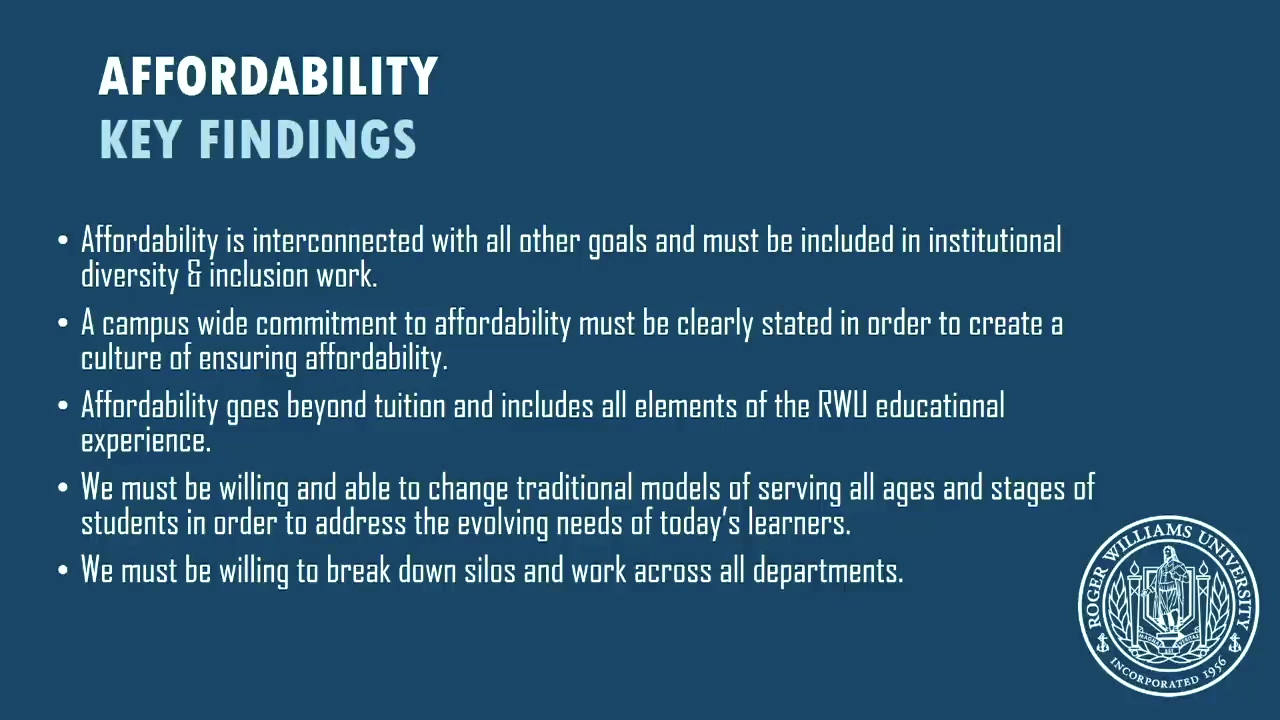 AFFORDABILITY
KEY FINDINGS
• Affordability is interconnected with all other goals and must be included in institutional
diversity & inclusion work.
• A campus wide commitment to affordability must be clearly stated in order to create a
culture of ensuring affordability.
• Affordability goes beyond tuition and includes all elements of the RWU educational
experience.
• We must be willing and able to change traditional models of serving all ages and stages of
students in order to address the evolving needs of today's learners.
• We must be willing to break down silos and work across all departments.
ROGER WILLIAMS UNIVERSITY
INCORPORATED 1956